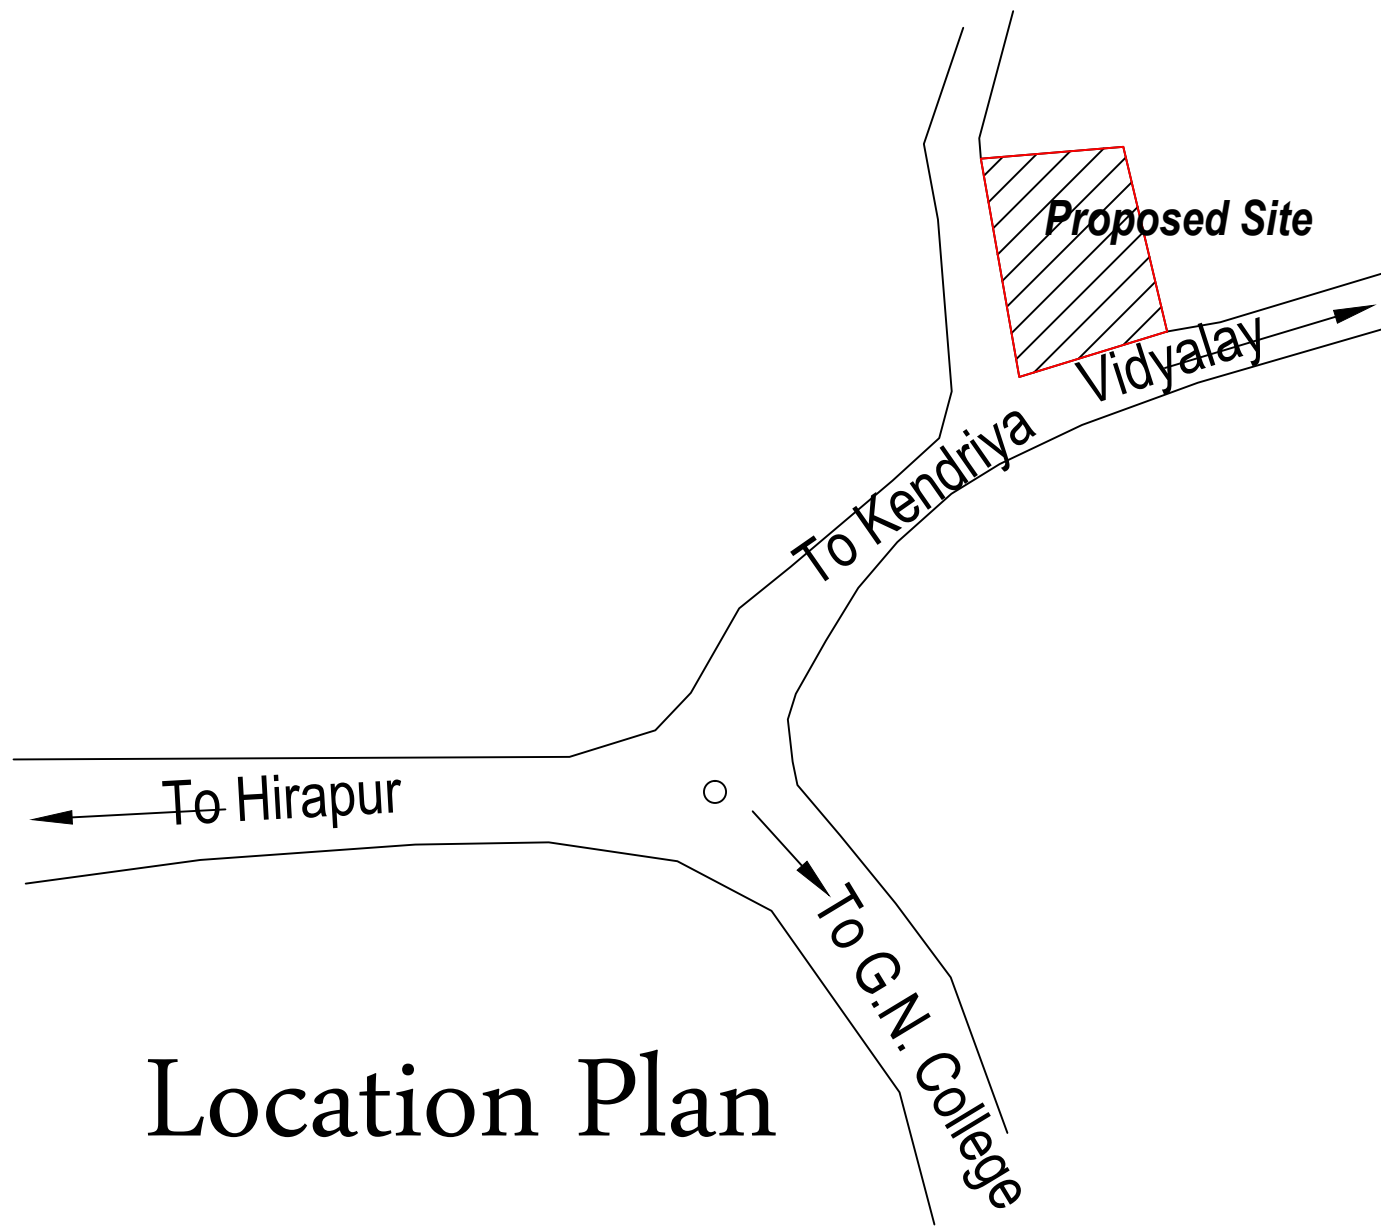 Proposed Site
To Kendriya Vidyalay
To Hirapur
To G.N. College
Location Plan